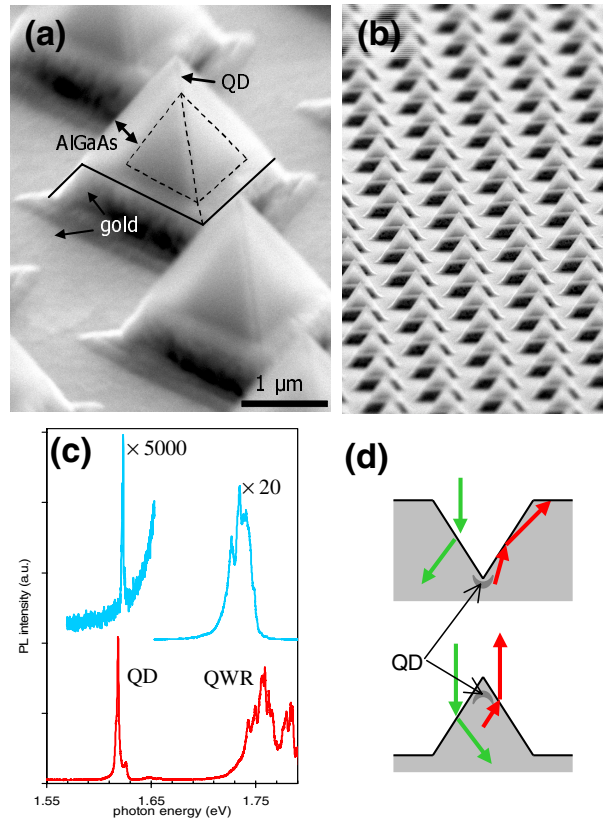 (a)
QD
AlGaAs
gold
1 µm
(b)
(c)
× 5000
× 20
QD
QWR
PL intensity (a.u.)
1.55
1.65
1.75
photon energy (eV)
(d)
QD